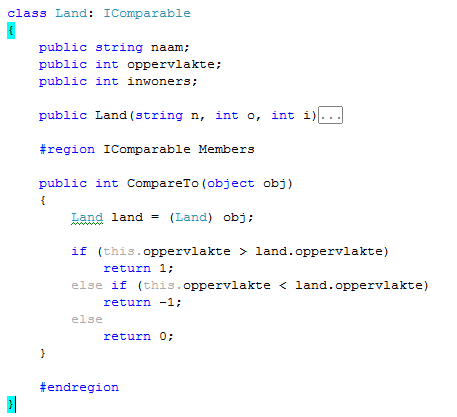 class Land: IComparable
{
public string naam;
public int oppervlakte;
public int inwoners;
public Land(string n, int o, int i)...
#region IComparable Members
public int CompareTo(object obj)
{
Land land = (Land) obj;
if (this.oppervlakte > land.oppervlakte)
return 1;
else if (this.oppervlakte < land.oppervlakte)
return -1;
else
return 0;
}
#endregion
}